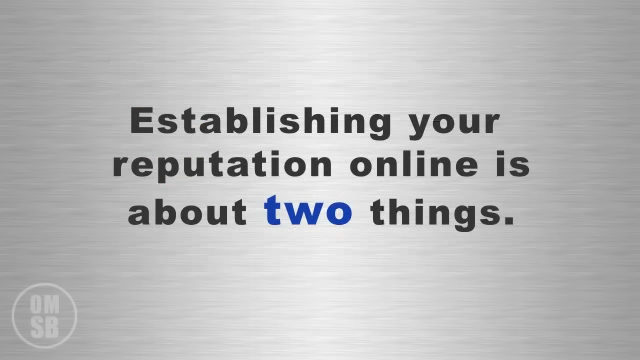 Establishing your
reputation online is
about two things.
OM
SB